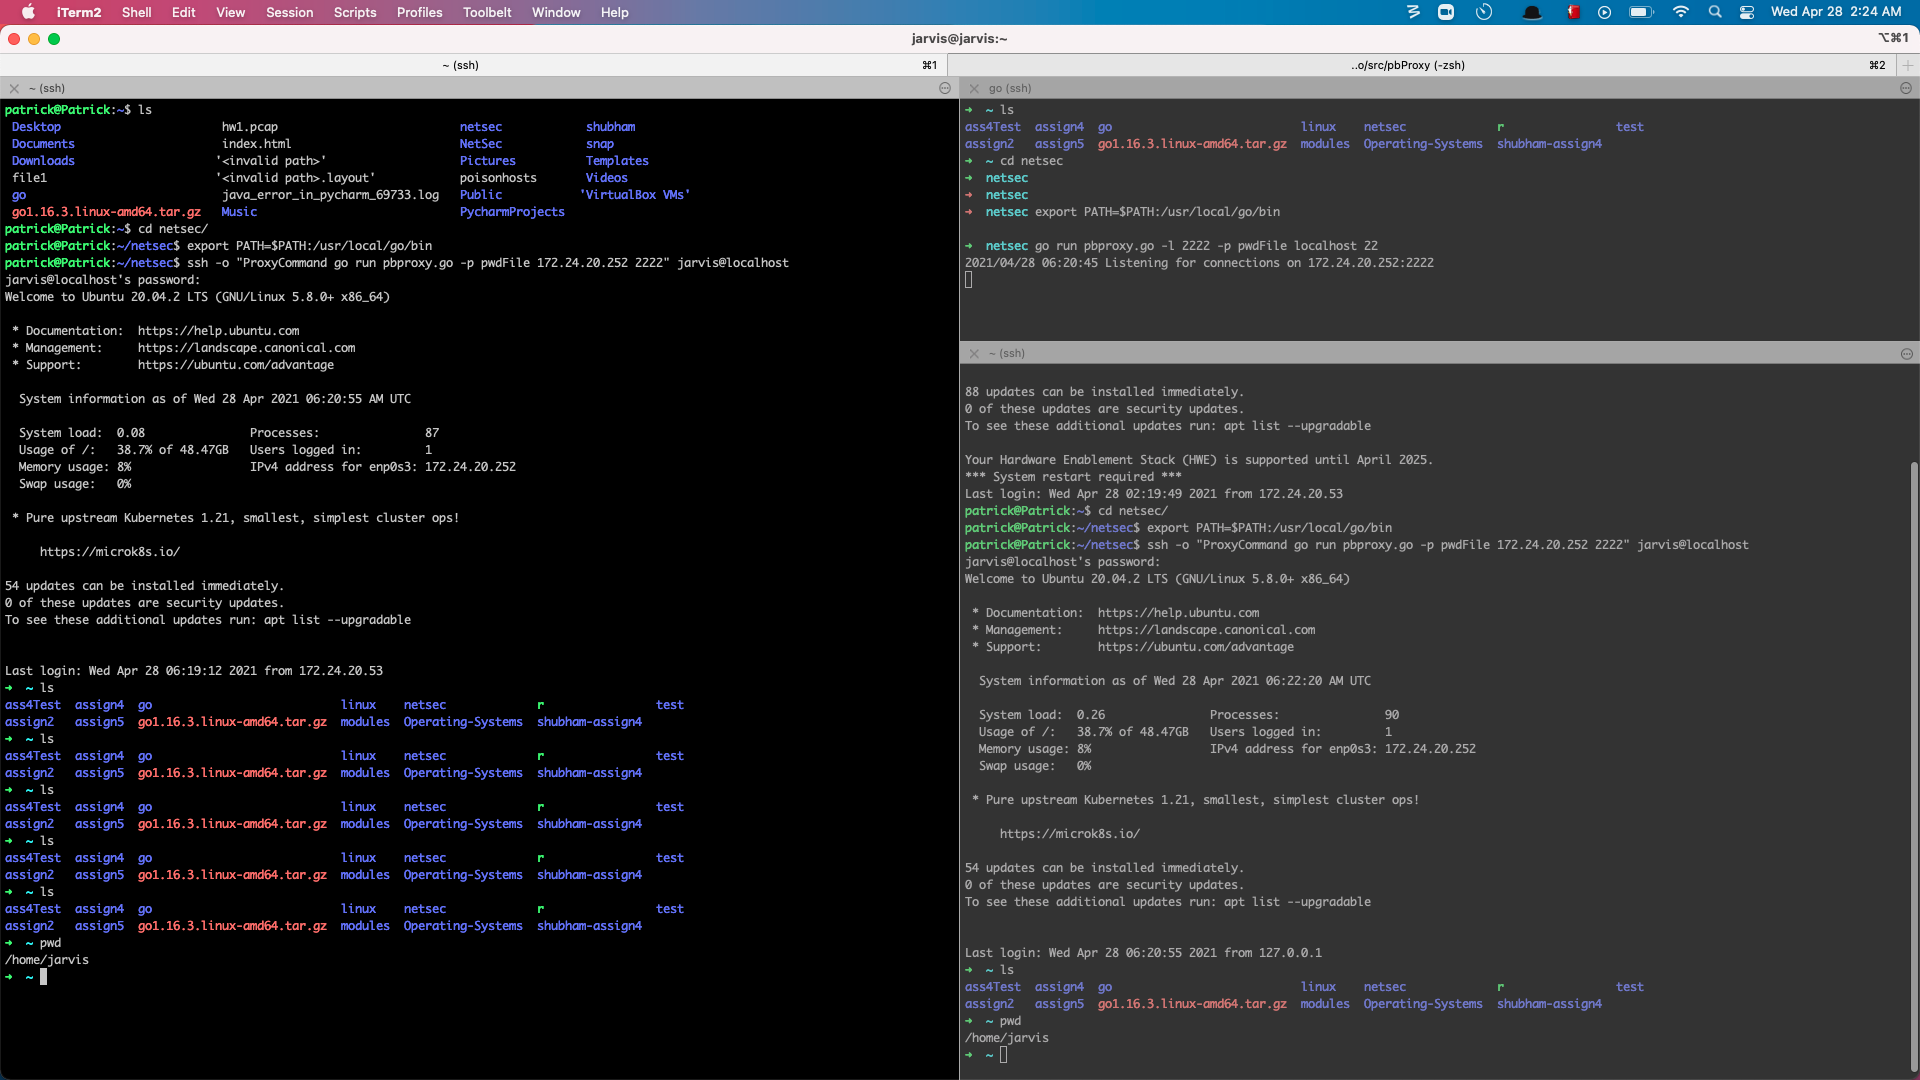 iTerm2 Shell Edit View Session Scripts Profiles Toolbelt Window Help Wed Apr 28 2:24 AM
jarvis@jarvis:~ ⌥⌘1
~ (ssh) ⌘1 ..o/src/pbProxy (-zsh) ⌘2
~ (ssh)
patrick@Patrick:~$ ls
Desktop hw1.pcap netsec shubham
Documents index.html NetSec snap
Downloads '<invalid path>' Pictures Templates
file1 '<invalid path>.layout' poisonhosts Videos
go java_error_in_pycharm_69733.log Public 'VirtualBox VMs'
go1.16.3.linux-amd64.tar.gz Music PycharmProjects
patrick@Patrick:~$ cd netsec/
patrick@Patrick:~/netsec$ export PATH=$PATH:/usr/local/go/bin
patrick@Patrick:~/netsec$ ssh -o "ProxyCommand go run pbproxy.go -p pwdFile 172.24.20.252 2222" jarvis@localhost
jarvis@localhost's password:
Welcome to Ubuntu 20.04.2 LTS (GNU/Linux 5.8.0+ x86_64)
* Documentation: https://help.ubuntu.com
* Management: https://landscape.canonical.com
* Support: https://ubuntu.com/advantage
System information as of Wed 28 Apr 2021 06:20:55 AM UTC
System load: 0.08 Processes: 87
Usage of /: 38.7% of 48.47GB Users logged in: 1
Memory usage: 8% IPv4 address for enp0s3: 172.24.20.252
Swap usage: 0%
* Pure upstream Kubernetes 1.21, smallest, simplest cluster ops!
https://microk8s.io/
54 updates can be installed immediately.
0 of these updates are security updates.
To see these additional updates run: apt list --upgradable
Last login: Wed Apr 28 06:19:12 2021 from 172.24.20.53
➜ ~ ls
ass4Test assign4 go linux netsec r test
assign2 assign5 go1.16.3.linux-amd64.tar.gz modules Operating-Systems shubham-assign4
➜ ~ ls
ass4Test assign4 go linux netsec r test
assign2 assign5 go1.16.3.linux-amd64.tar.gz modules Operating-Systems shubham-assign4
➜ ~ ls
ass4Test assign4 go linux netsec r test
assign2 assign5 go1.16.3.linux-amd64.tar.gz modules Operating-Systems shubham-assign4
➜ ~ ls
ass4Test assign4 go linux netsec r test
assign2 assign5 go1.16.3.linux-amd64.tar.gz modules Operating-Systems shubham-assign4
➜ ~ ls
ass4Test assign4 go linux netsec r test
assign2 assign5 go1.16.3.linux-amd64.tar.gz modules Operating-Systems shubham-assign4
➜ ~ pwd
/home/jarvis
➜ ~
go (ssh)
➜ ~ ls
ass4Test assign4 go linux netsec r test
assign2 assign5 go1.16.3.linux-amd64.tar.gz modules Operating-Systems shubham-assign4
➜ ~ cd netsec
➜ netsec
➜ netsec
➜ netsec export PATH=$PATH:/usr/local/go/bin
➜ netsec go run pbproxy.go -l 2222 -p pwdFile localhost 22
2021/04/28 06:20:45 Listening for connections on 172.24.20.252:2222
~ (ssh)
88 updates can be installed immediately.
0 of these updates are security updates.
To see these additional updates run: apt list --upgradable
Your Hardware Enablement Stack (HWE) is supported until April 2025.
*** System restart required ***
Last login: Wed Apr 28 02:19:49 2021 from 172.24.20.53
patrick@Patrick:~$ cd netsec/
patrick@Patrick:~/netsec$ export PATH=$PATH:/usr/local/go/bin
patrick@Patrick:~/netsec$ ssh -o "ProxyCommand go run pbproxy.go -p pwdFile 172.24.20.252 2222" jarvis@localhost
jarvis@localhost's password:
Welcome to Ubuntu 20.04.2 LTS (GNU/Linux 5.8.0+ x86_64)
* Documentation: https://help.ubuntu.com
* Management: https://landscape.canonical.com
* Support: https://ubuntu.com/advantage
System information as of Wed 28 Apr 2021 06:22:20 AM UTC
System load: 0.26 Processes: 90
Usage of /: 38.7% of 48.47GB Users logged in: 1
Memory usage: 8% IPv4 address for enp0s3: 172.24.20.252
Swap usage: 0%
* Pure upstream Kubernetes 1.21, smallest, simplest cluster ops!
https://microk8s.io/
54 updates can be installed immediately.
0 of these updates are security updates.
To see these additional updates run: apt list --upgradable
Last login: Wed Apr 28 06:20:55 2021 from 127.0.0.1
➜ ~ ls
ass4Test assign4 go linux netsec r test
assign2 assign5 go1.16.3.linux-amd64.tar.gz modules Operating-Systems shubham-assign4
➜ ~ pwd
/home/jarvis
➜ ~